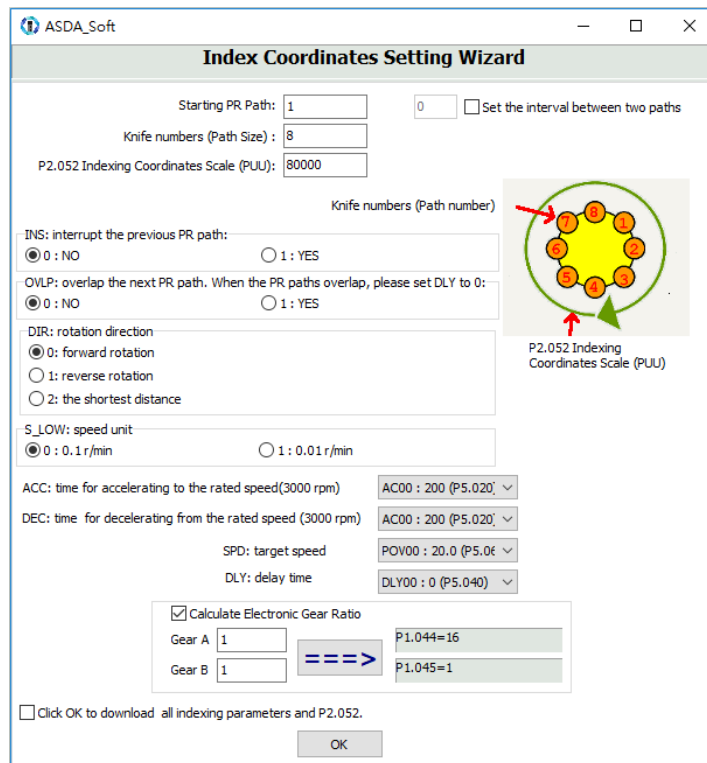 ASDA_Soft
Index Coordinates Setting Wizard
Starting PR Path: 1 0 Set the interval between two paths
Knife numbers (Path Size) : 8
P2.052 Indexing Coordinates Scale (PUU): 80000
Knife numbers (Path number)
8
7 1
6 2
5 3
4
P2.052 Indexing
Coordinates Scale (PUU)
INS: interrupt the previous PR path:
0 : NO 1 : YES
OVLP: overlap the next PR path. When the PR paths overlap, please set DLY to 0:
0 : NO 1 : YES
DIR: rotation direction
0: forward rotation
1: reverse rotation
2: the shortest distance
S_LOW: speed unit
0 : 0.1 r/min 1 : 0.01 r/min
ACC: time for accelerating to the rated speed(3000 rpm) AC00 : 200 (P5.020)
DEC: time for decelerating from the rated speed (3000 rpm) AC00 : 200 (P5.020)
SPD: target speed POV00 : 20.0 (P5.06
DLY: delay time DLY00 : 0 (P5.040)
Calculate Electronic Gear Ratio
Gear A 1 ===> P1.044=16
Gear B 1 P1.045=1
Click OK to download all indexing parameters and P2.052.
OK